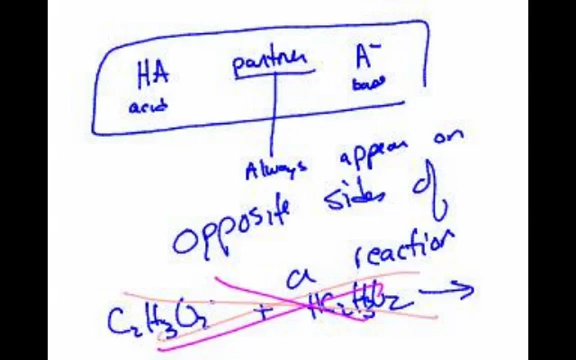 HA partner A⁻
acid base
Always appear on
opposite sides of
a reaction
C₂H₃O₂⁻ + HC₂H₃O₂ →